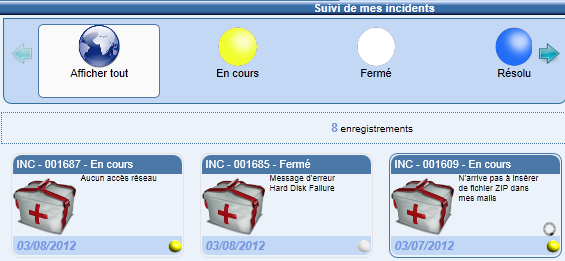 Suivi de mes incidents
Afficher tout
En cours
Fermé
Résolu
8 enregistrements
INC - 001687 - En cours
Aucun accès réseau
03/08/2012
INC - 001685 - Fermé
Message d'erreur
Hard Disk Failure
03/08/2012
INC - 001609 - En cours
N'arrive pas à insérer
de fichier ZIP dans
mes mails
03/07/2012